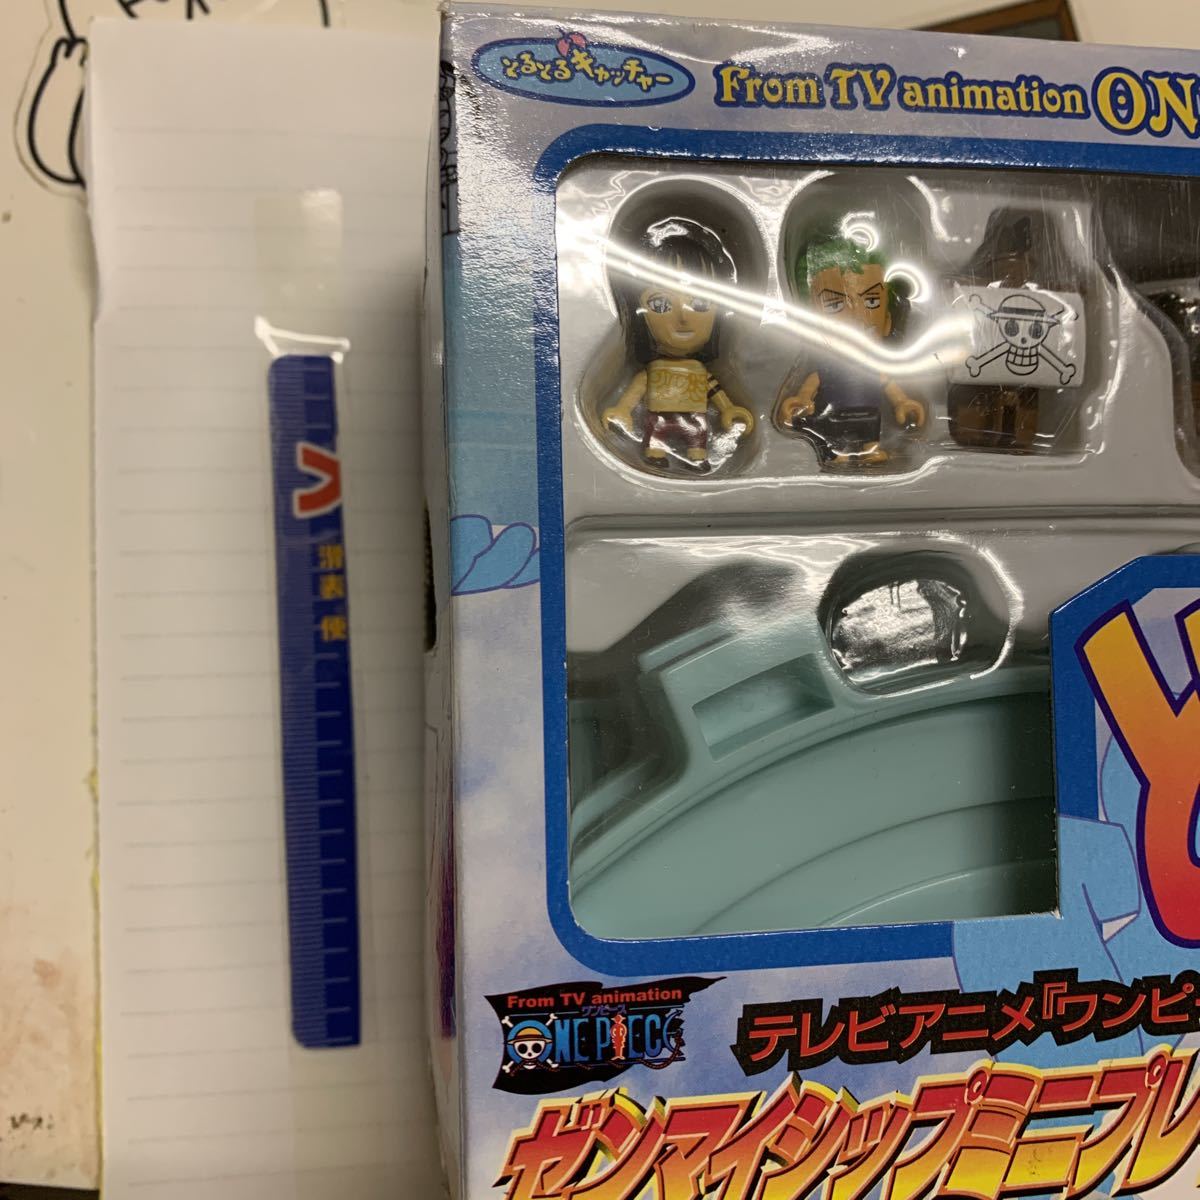 とるとるキャッチャー
From TV animation ON
V
ど
From TV animation
ワンピース
ONE PIECE
テレビアニメ『ワンピ
ゼンマイシップミニプレ